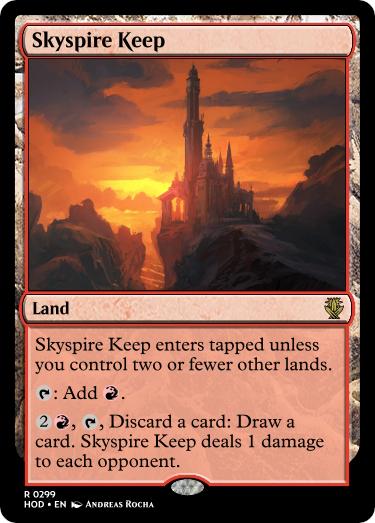 Skyspire Keep
Land
Skyspire Keep enters tapped unless
you control two or fewer other lands.
: Add .
2 , , Discard a card: Draw a
card. Skyspire Keep deals 1 damage
to each opponent.
R 0299
HOD • EN Andreas Rocha